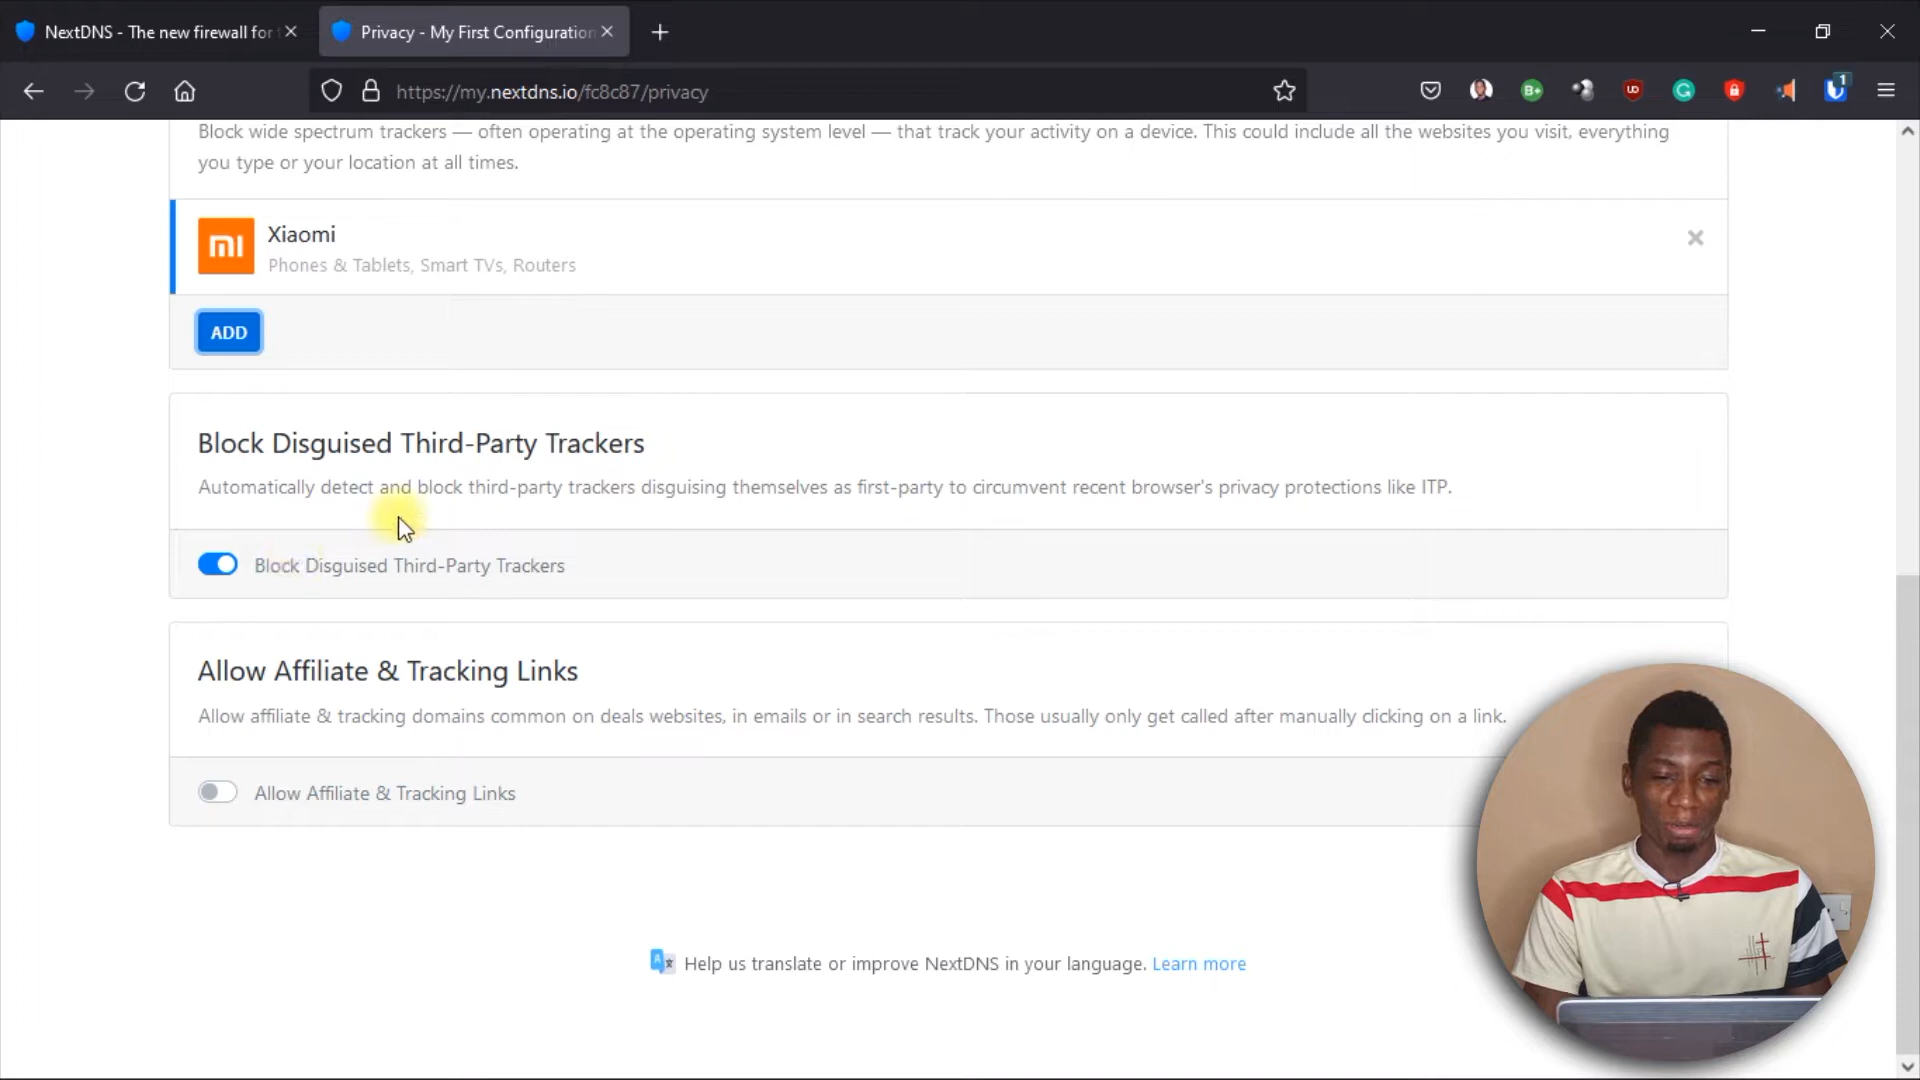 NextDNS - The new firewall for
Privacy - My First Configuration
https://my.nextdns.io/fc8c87/privacy
B+
UD
G
1
Block wide spectrum trackers — often operating at the operating system level — that track your activity on a device. This could include all the websites you visit, everything
you type or your location at all times.
mi
Xiaomi
Phones & Tablets, Smart TVs, Routers
ADD
Block Disguised Third-Party Trackers
Automatically detect and block third-party trackers disguising themselves as first-party to circumvent recent browser's privacy protections like ITP.
Block Disguised Third-Party Trackers
Allow Affiliate & Tracking Links
Allow affiliate & tracking domains common on deals websites, in emails or in search results. Those usually only get called after manually clicking on a link.
Allow Affiliate & Tracking Links
Help us translate or improve NextDNS in your language. Learn more